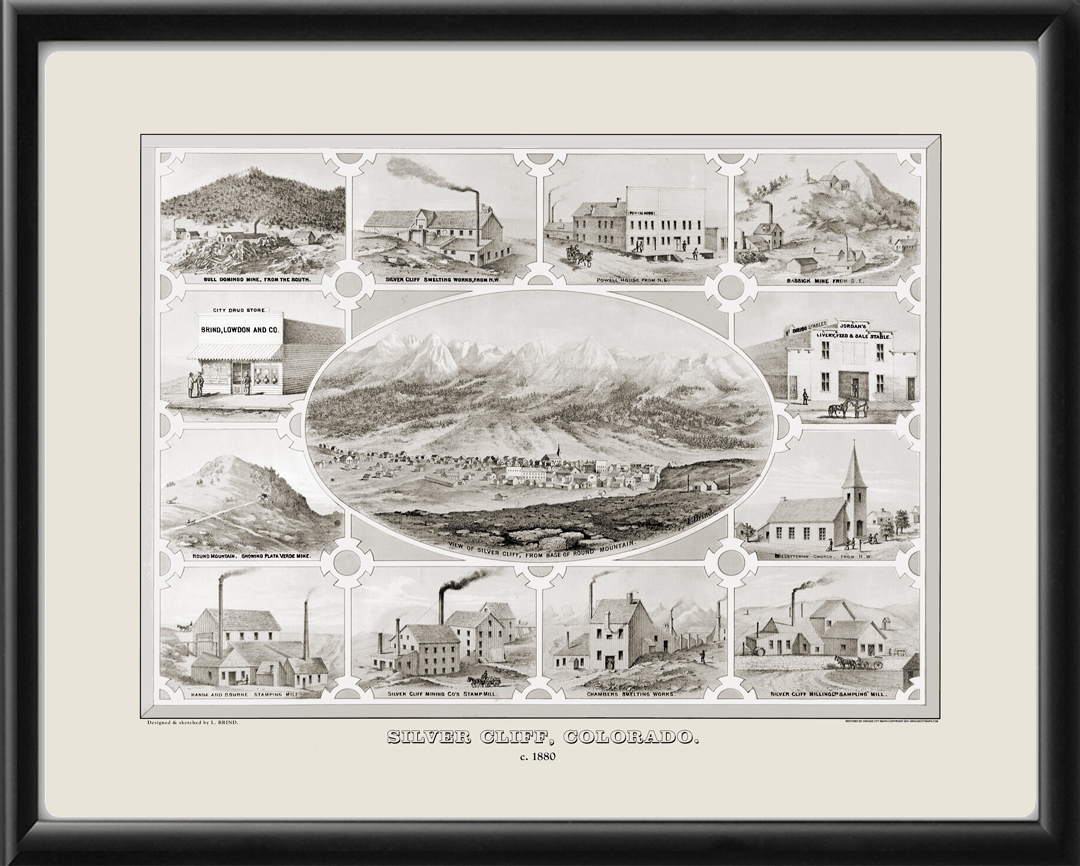 BULL DOMINGO MINE, FROM THE SOUTH.
SILVER CLIFF SMELTING WORKS, FROM N.W.
POWELL HOUSE FROM N.E.
BASSICK MINE FROM S.E.
CITY DRUG STORE.
BRIND, LOWDON AND CO.
JORDAN'S
LIVERY, FEED & SALE STABLE.
ROUND MOUNTAIN. SHOWING PLATA VERDE MINE.
L. Brind
VIEW OF SILVER CLIFF, FROM BASE OF ROUND MOUNTAIN.
PRESBYTERIAN CHURCH, FROM N.W.
HANNA AND BOURNE STAMPING MILL
SILVER CLIFF MINING CO'S STAMP MILL.
CHAMBERS SMELTING WORKS.
SILVER CLIFF MILLING CO'S SAMPLING MILL.
Designed & sketched by L. BRIND.
SILVER CLIFF, COLORADO.
c. 1880